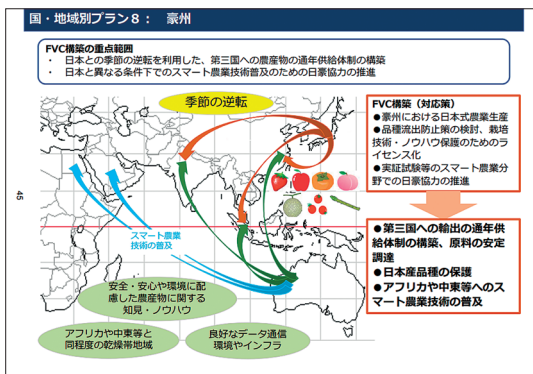 国・地域別プラン8： 豪州
FVC構築の重点範囲
・ 日本との季節の逆転を利用した、第三国への農産物の通年供給体制の構築
・ 日本と異なる条件下でのスマート農業技術普及のための日豪協力の推進
季節の逆転
スマート農業
技術の普及
安全・安心や環境に配
慮した農産物に関する
知見・ノウハウ
アフリカや中東等と
同程度の乾燥帯地域
良好なデータ通信
環境やインフラ
FVC構築（対応策）
●豪州における日本式農業生産
●品種流出防止策の検討、栽培
技術・ノウハウ保護のためのラ
イセンス化
●実証試験等のスマート農業分
野での日豪協力の推進
●第三国への輸出の通年供
給体制の構築、原料の安定
調達
●日本産品種の保護
●アフリカや中東等へのス
マート農業技術の普及
45